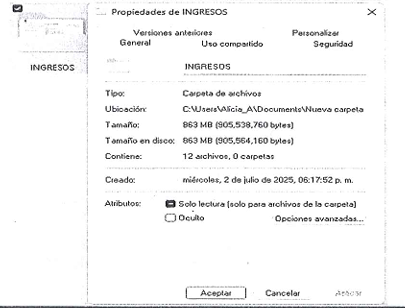 Propiedades de INGRESOS
Versiones anteriores Personalizar
General Uso compartido Seguridad
INGRESOS
INGRESOS
Tipo: Carpeta de archivos
Ubicación: C:\Users\Alicia_A\Documents\Nueva carpeta
Tamaño: 863 MB (905,538,760 bytes)
Tamaño en disco: 863 MB (905,564,160 bytes)
Contiene: 12 archivos, 0 carpetas
Creado: miércoles, 2 de julio de 2025, 06:17:52 p. m.
Atributos: Solo lectura (solo para archivos de la carpeta)
Oculto Opciones avanzadas...
Aceptar Cancelar Aplicar